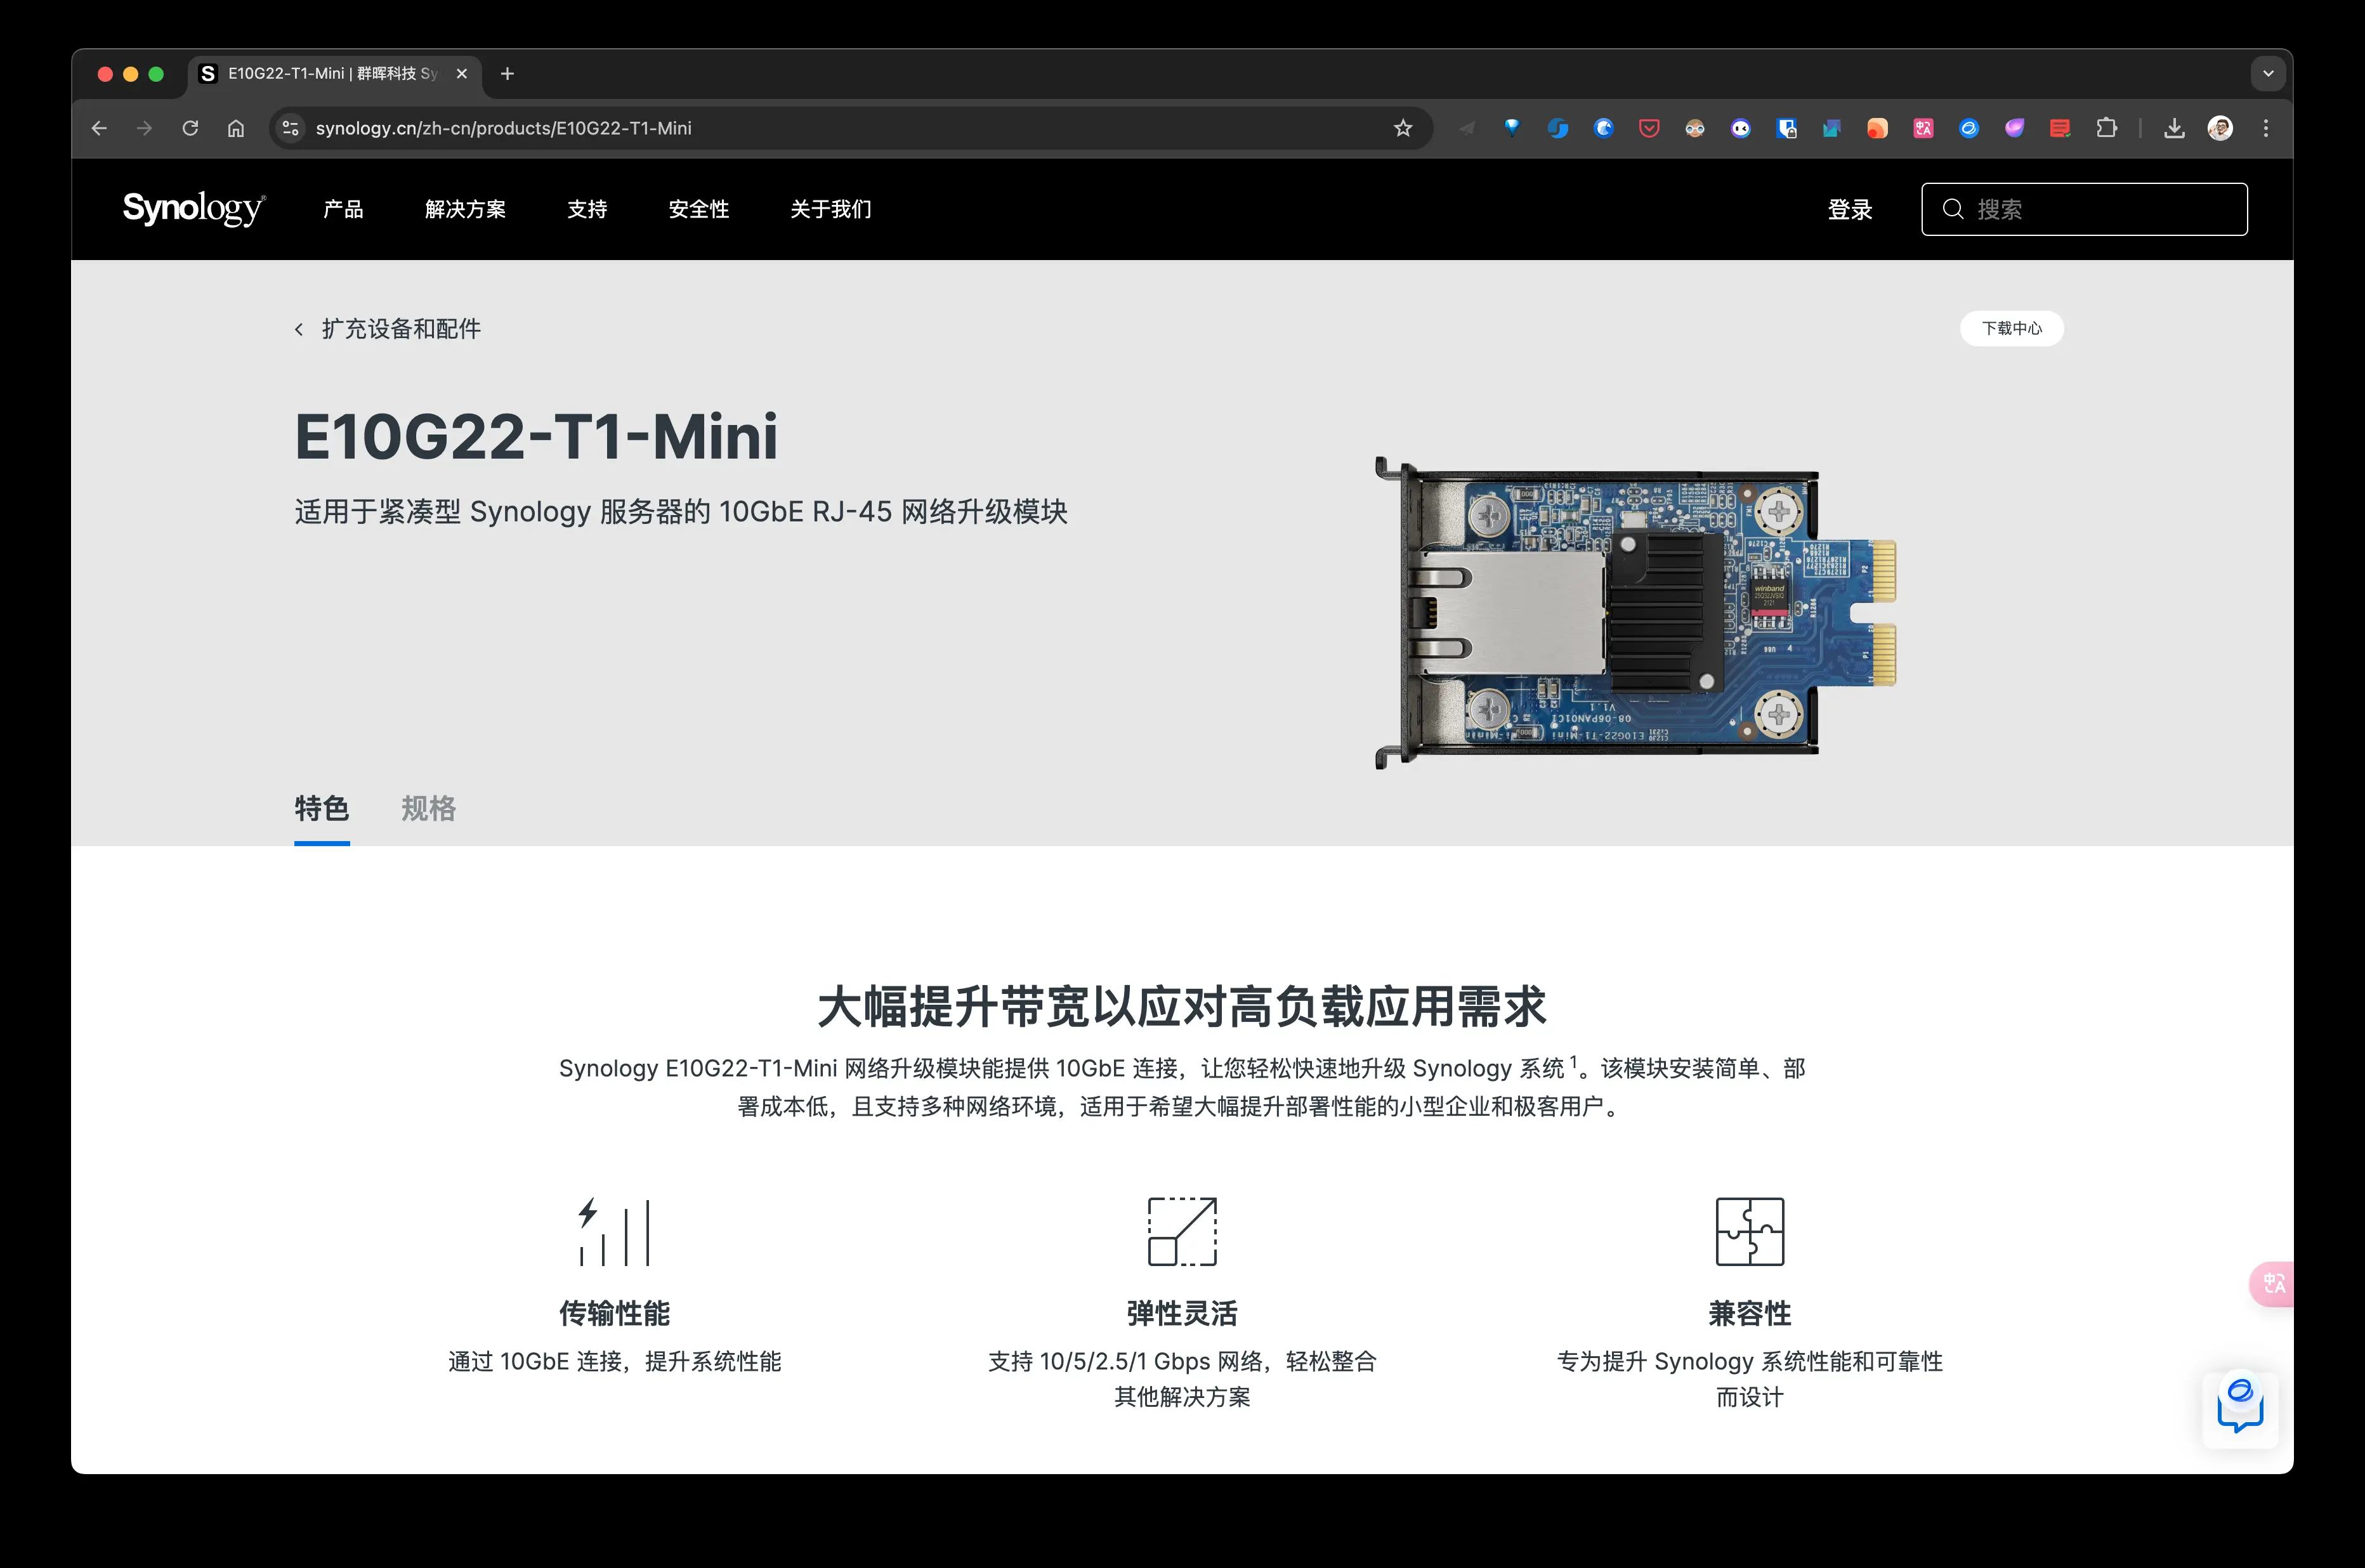 E10G22-T1-Mini | 群晖科技 Sy
synology.cn/zh-cn/products/E10G22-T1-Mini
Synology®
产品
解决方案
支持
安全性
关于我们
登录
搜索
扩充设备和配件
下载中心
E10G22-T1-Mini
适用于紧凑型 Synology 服务器的 10GbE RJ-45 网络升级模块
winband
特色
规格
大幅提升带宽以应对高负载应用需求
Synology E10G22-T1-Mini 网络升级模块能提供 10GbE 连接，让您轻松快速地升级 Synology 系统 1。该模块安装简单、部
署成本低，且支持多种网络环境，适用于希望大幅提升部署性能的小型企业和极客用户。
传输性能
通过 10GbE 连接，提升系统性能
弹性灵活
支持 10/5/2.5/1 Gbps 网络，轻松整合
其他解决方案
兼容性
专为提升 Synology 系统性能和可靠性
而设计